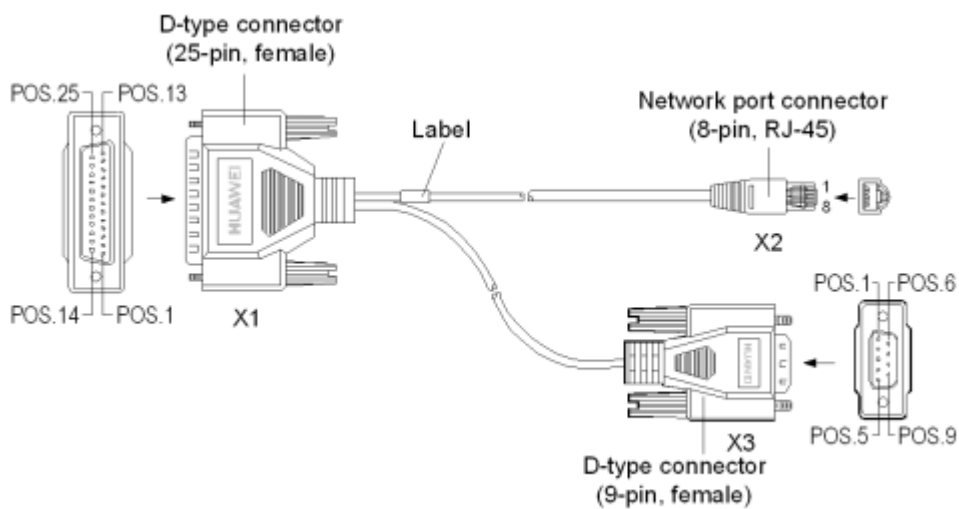 D-type connector
(25-pin, female)
POS.25
POS.13
Network port connector
(8-pin, RJ-45)
Label
HUAWEI
1
8
X2
POS.14
POS.1
X1
POS.1
POS.6
HUAWEI
POS.5
POS.9
X3
D-type connector
(9-pin, female)